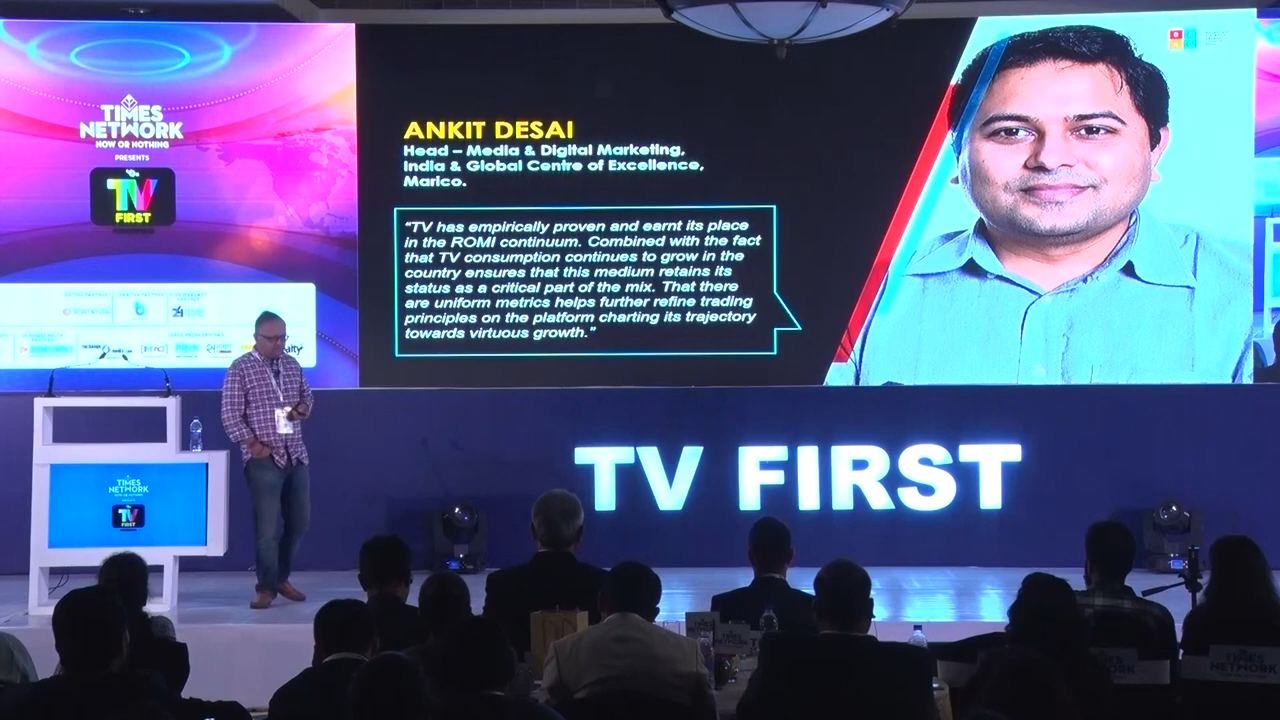 TIMES
NETWORK
NOW OR NOTHING
PRESENTS
TV
FIRST
ANKIT DESAI
Head – Media & Digital Marketing,
India & Global Centre of Excellence,
Marico.
“TV has empirically proven and earnt its place
in the ROMI continuum. Combined with the fact
that TV consumption continues to grow in the
country ensures that this medium retains its
status as a critical part of the mix. That there
are uniform metrics helps further refine trading
principles on the platform charting its trajectory
towards virtuous growth.”
TV FIRST
TIMES
NETWORK
NOW OR NOTHING
PRESENTS
TV
FIRST